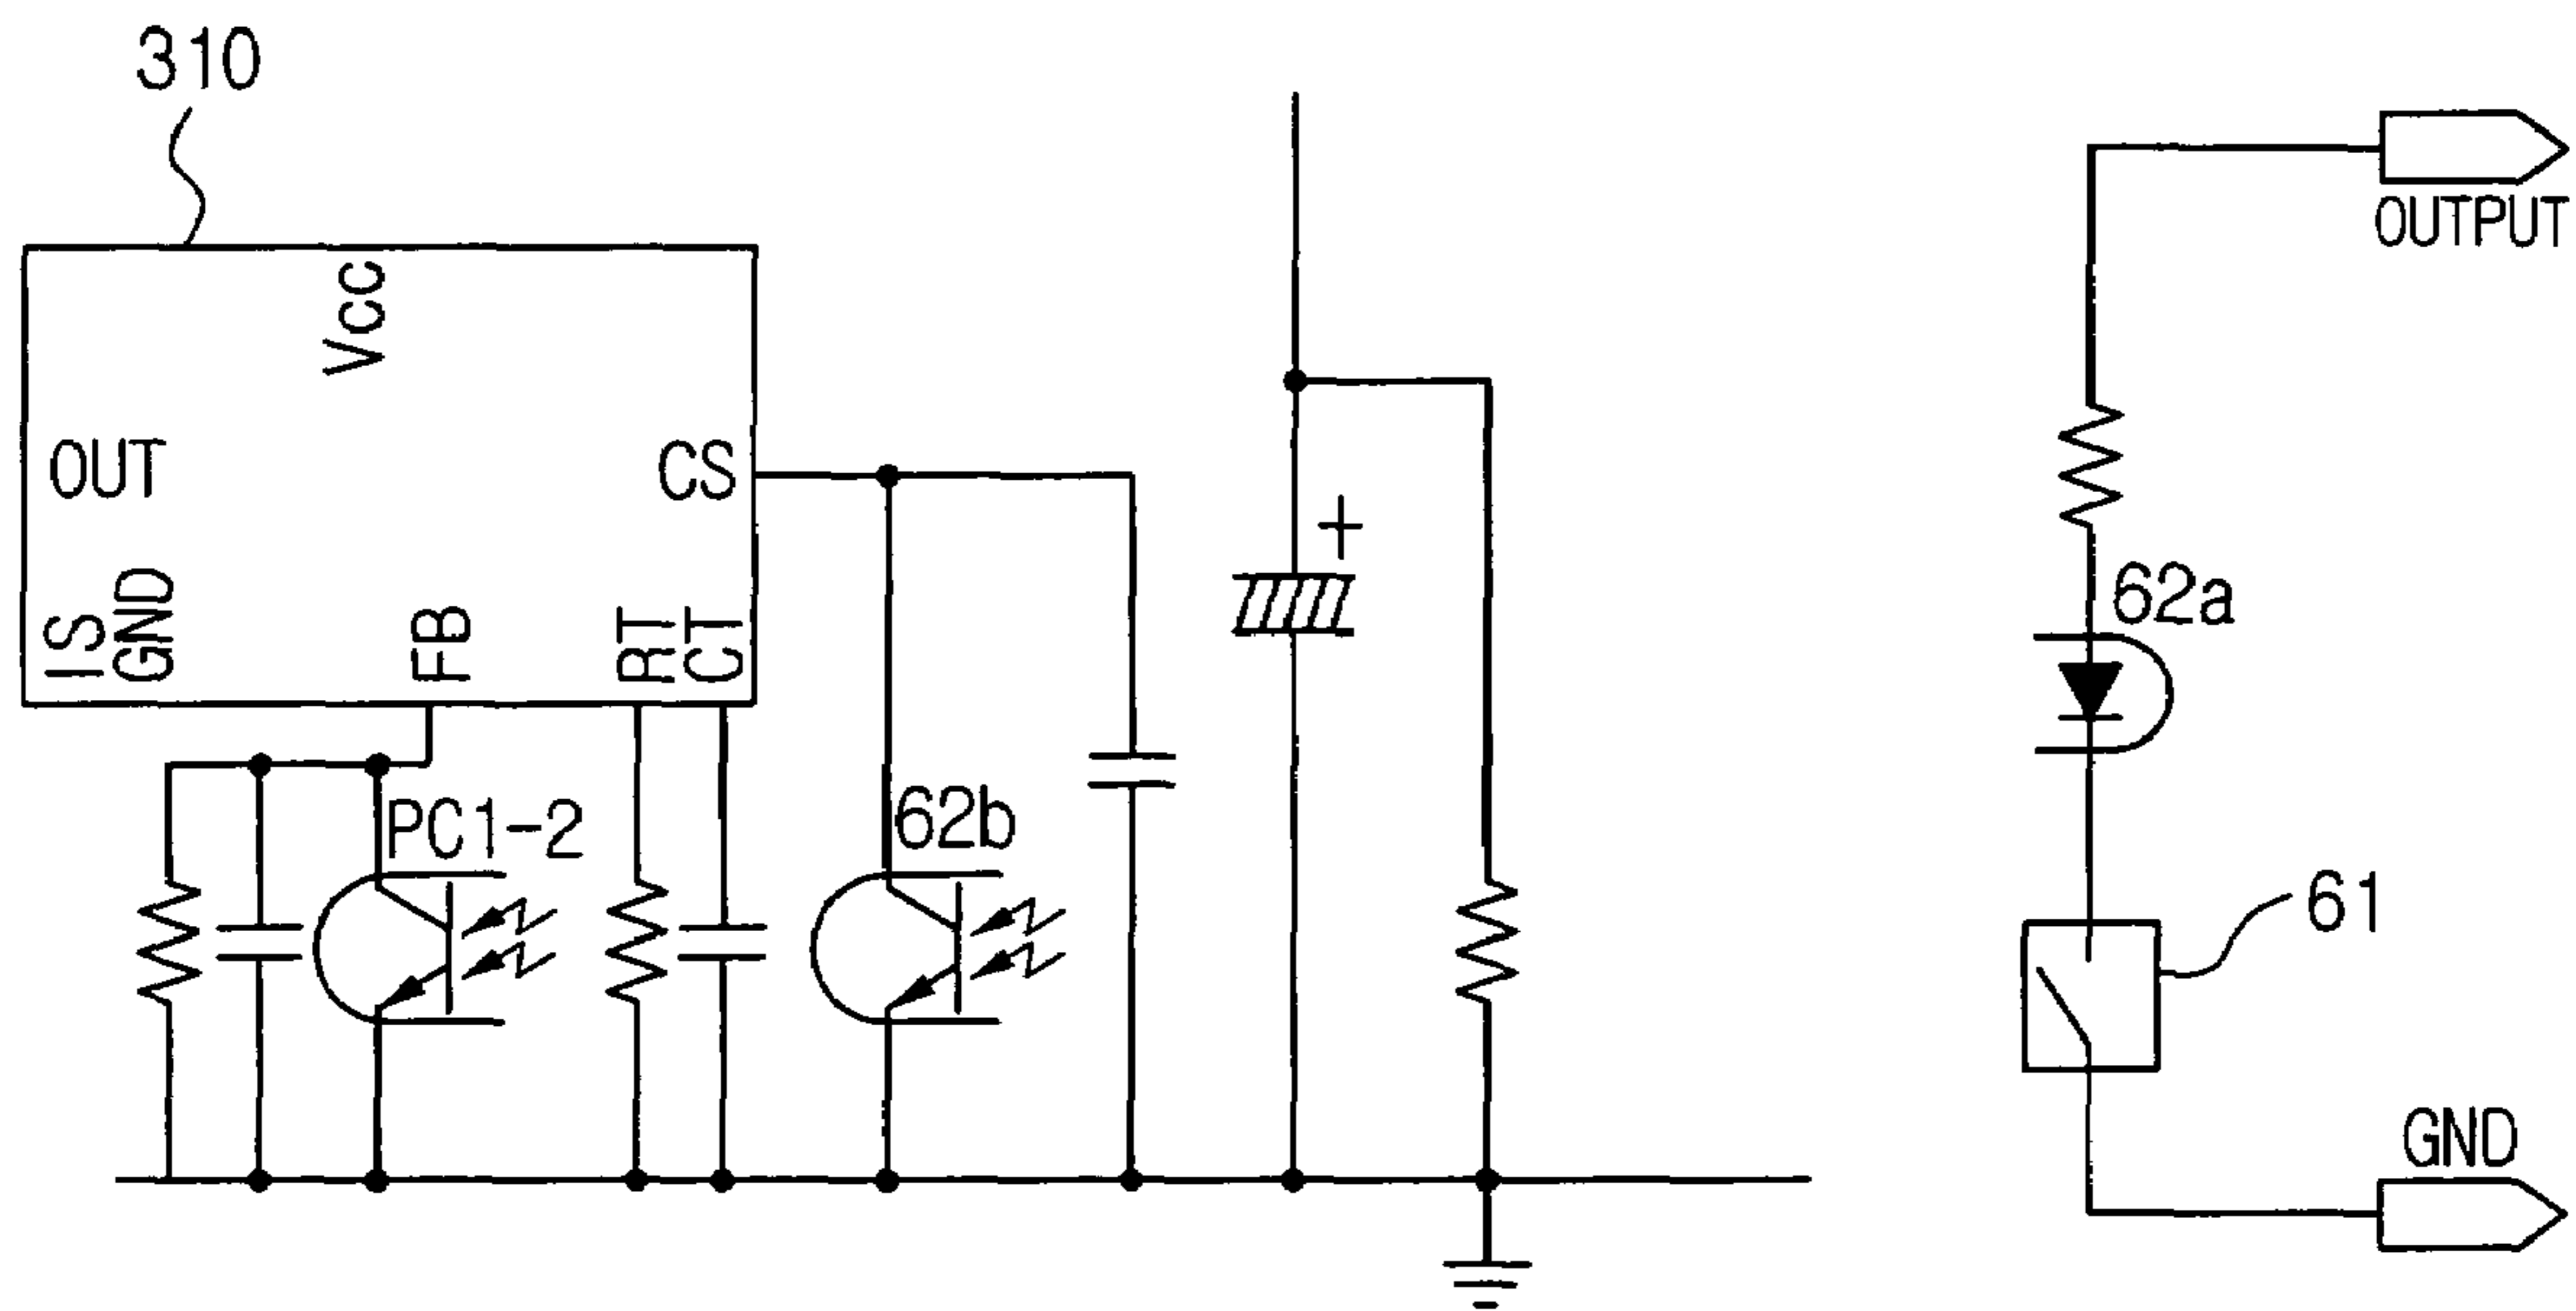 310
Vcc
OUT
CS
IS
GND
FB
RT
CT
PC1-2
62b
+
OUTPUT
62a
61
GND